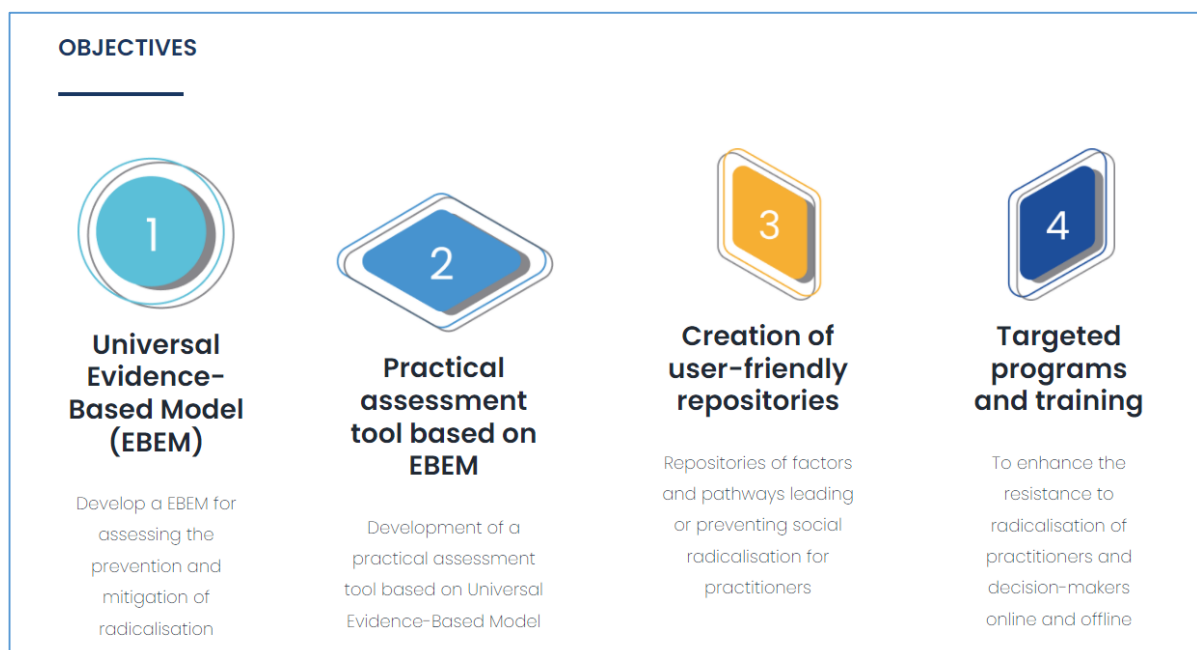 OBJECTIVES
1
Universal
Evidence-
Based Model
(EBEM)
Develop a EBEM for
assessing the
prevention and
mitigation of
radicalisation
2
Practical
assessment
tool based on
EBEM
Development of a
practical assessment
tool based on Universal
Evidence-Based Model
3
Creation of
user-friendly
repositories
Repositories of factors
and pathways leading
or preventing social
radicalisation for
practitioners
4
Targeted
programs
and training
To enhance the
resistance to
radicalisation of
practitioners and
decision-makers
online and offline